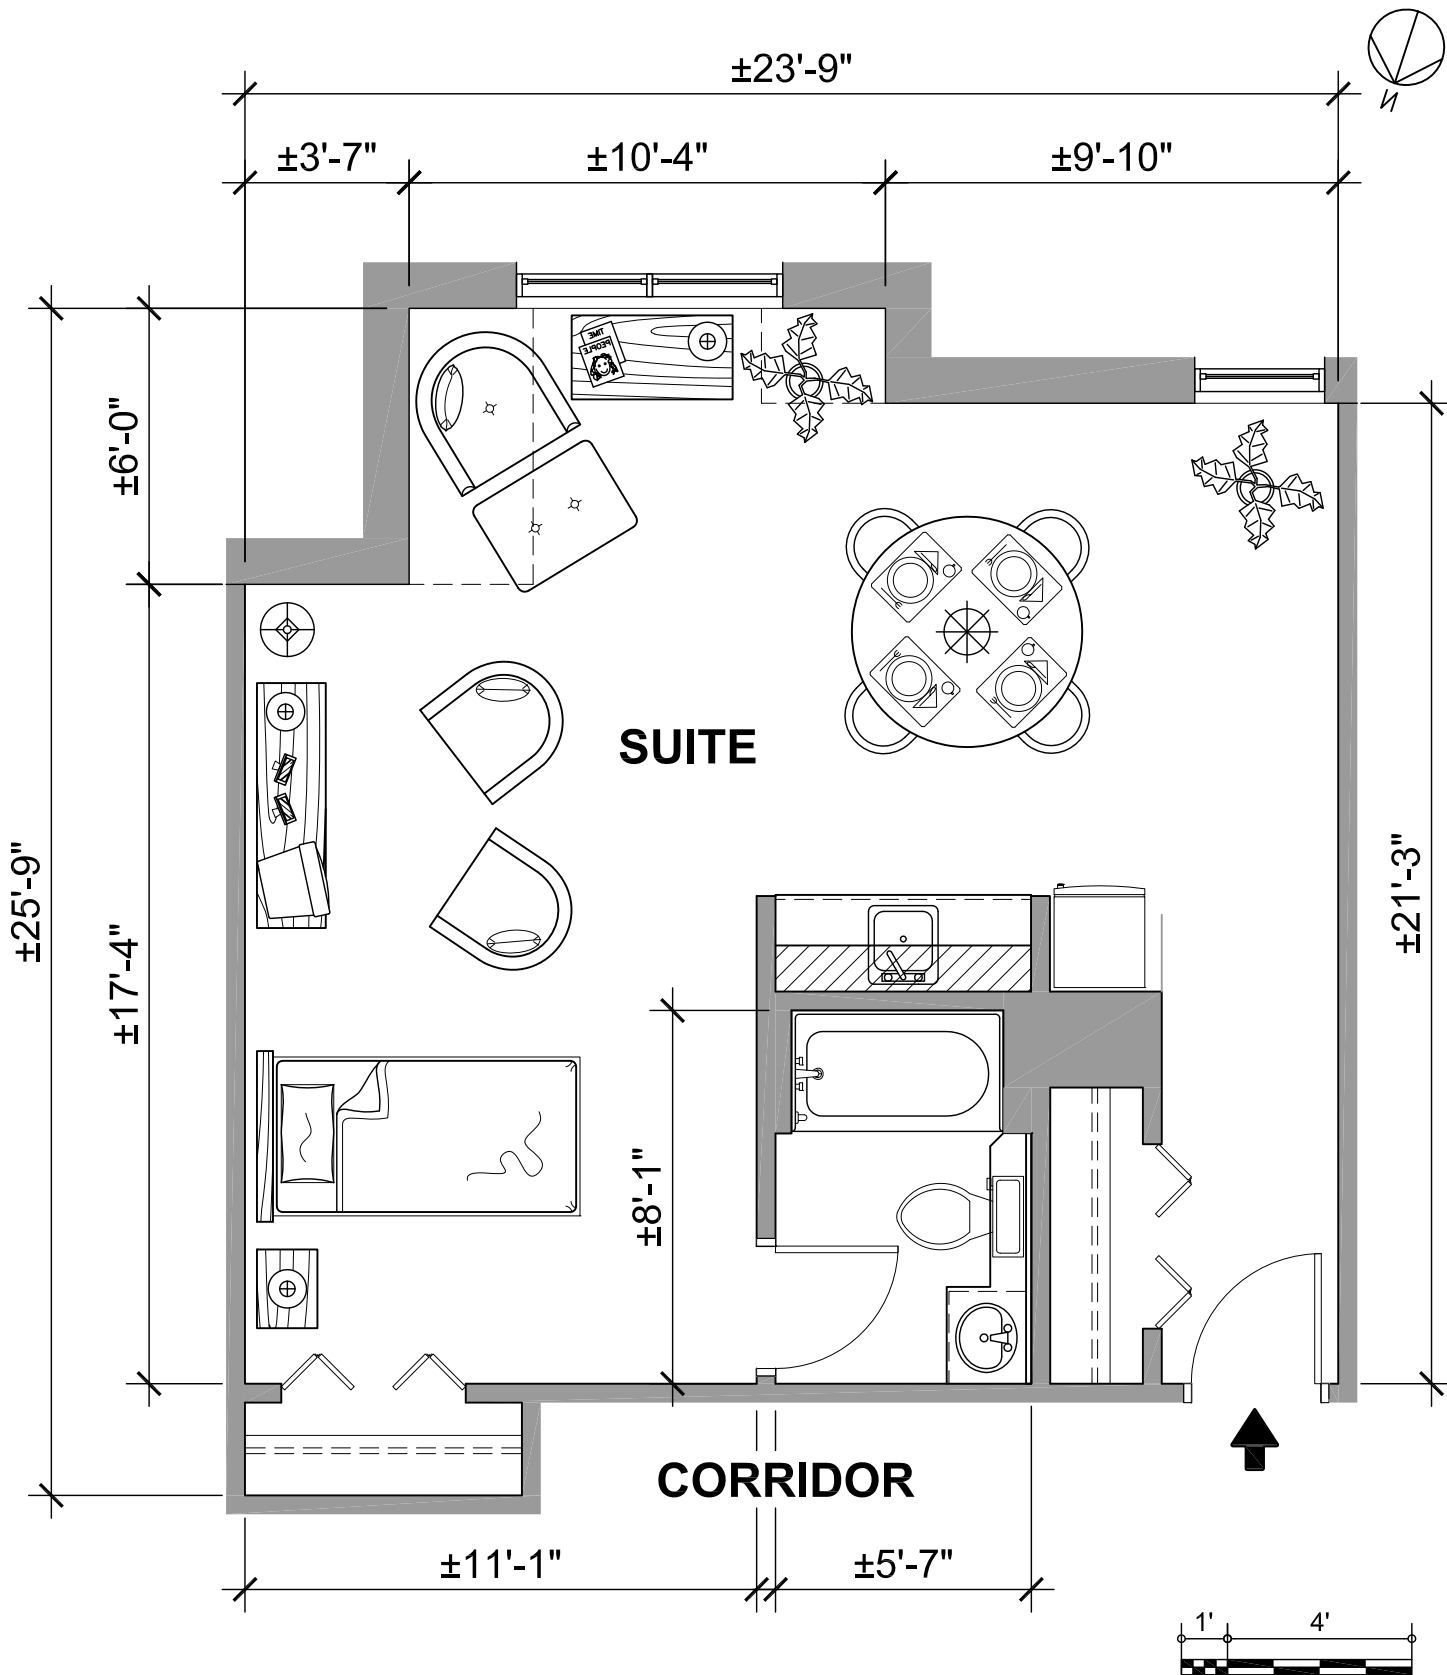 ±23'-9"
N
±3'-7"
±10'-4"
±9'-10"
TIME
PEOPLE
±6'-0"
SUITE
±25'-9"
±17'-4"
±21'-3"
±8'-1"
CORRIDOR
±11'-1"
±5'-7"
1'
4'